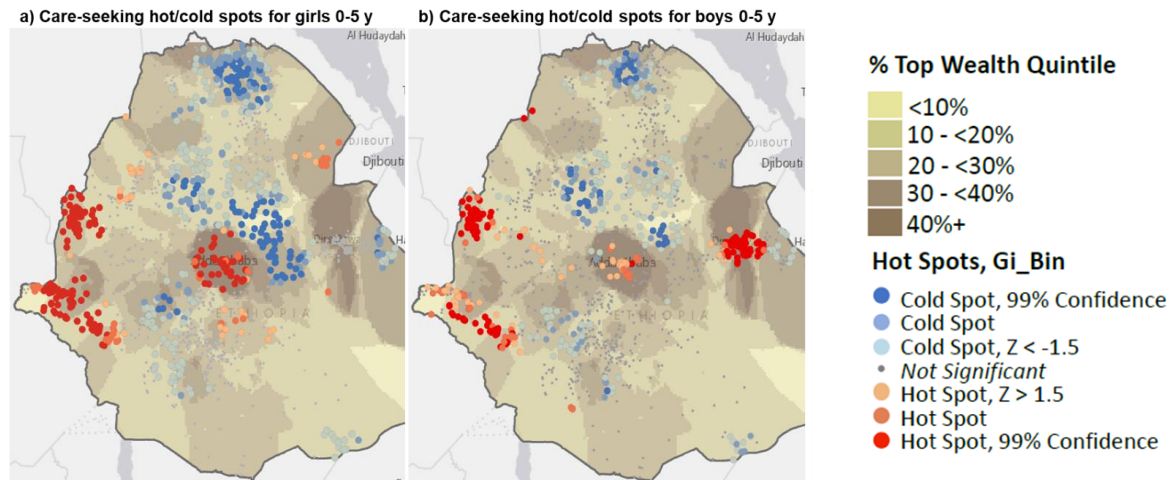 a) Care-seeking hot/cold spots for girls 0-5 y
b) Care-seeking hot/cold spots for boys 0-5 y
Al Hudaydah
DJIBOUTI
Djibouti
Ha
ETHIOPIA
Al Hudaydah
DJIBOUTI
Djibouti
Ha
ETHIOPIA
% Top Wealth Quintile
<10%
10 - <20%
20 - <30%
30 - <40%
40%+
Hot Spots, Gi_Bin
Cold Spot, 99% Confidence
Cold Spot
Cold Spot, Z < -1.5
Not Significant
Hot Spot, Z > 1.5
Hot Spot
Hot Spot, 99% Confidence